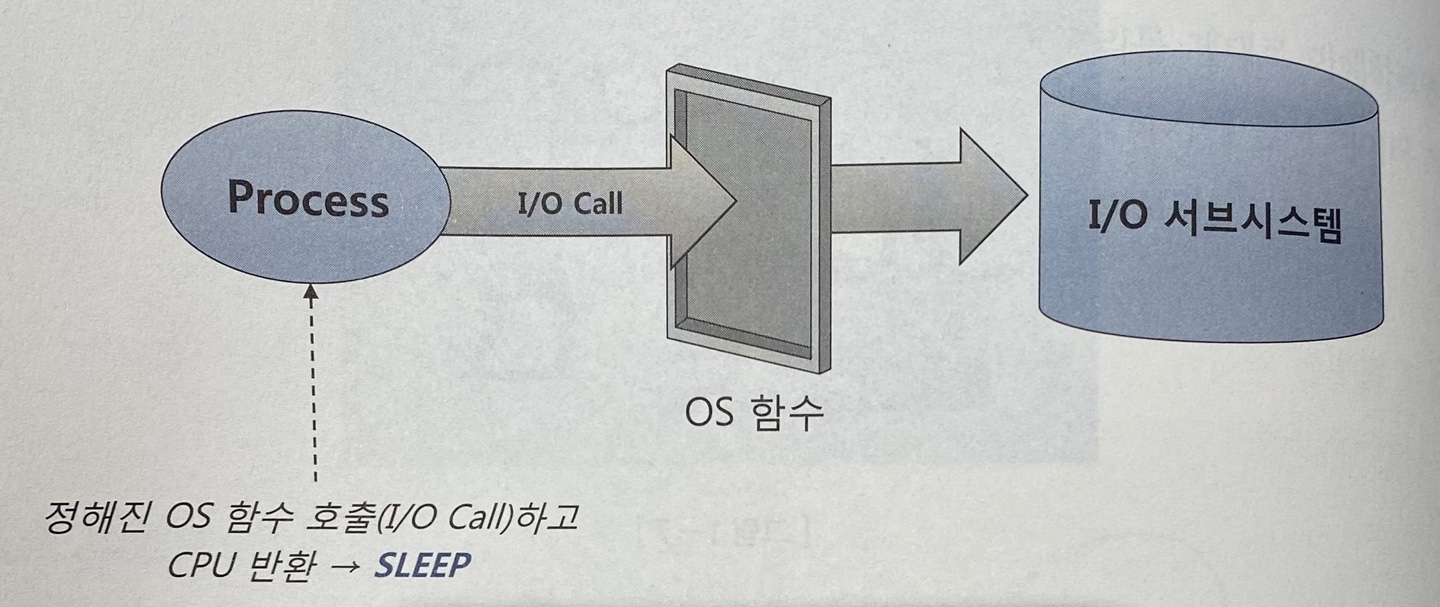 Process
I/O Call
I/O 서브시스템
OS 함수
정해진 OS 함수 호출(I/O Call)하고
CPU 반환 → SLEEP